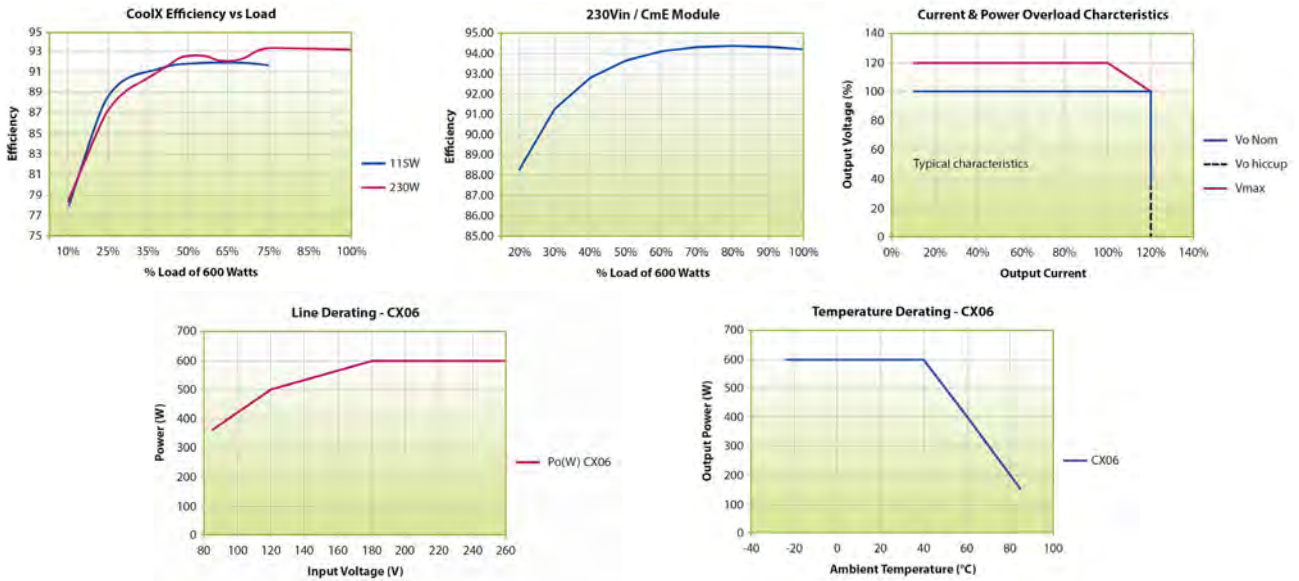 CoolX Efficiency vs Load
Efficiency
95
93
91
89
87
85
83
81
79
77
75
10% 25% 35% 50% 65% 75% 85% 100%
% Load of 600 Watts
115W
230W
230Vin / CmE Module
Efficiency
95.00
94.00
93.00
92.00
91.00
90.00
89.00
88.00
87.00
86.00
85.00
20% 30% 40% 50% 60% 70% 80% 90% 100%
% Load of 600 Watts
Current & Power Overload Charcteristics
Output Voltage (%)
140
120
100
80
60
40
20
0
Typical characteristics
0% 20% 40% 60% 80% 100% 120% 140%
Output Current
Vo Nom
Vo hiccup
Vmax
Line Derating - CX06
Power (W)
700
600
500
400
300
200
100
0
80 100 120 140 160 180 200 220 240 260
Input Voltage (V)
Po(W) CX06
Temperature Derating - CX06
Output Power (W)
700
600
500
400
300
200
100
0
-40 -20 0 20 40 60 80 100
Ambient Temperature (°C)
CX06